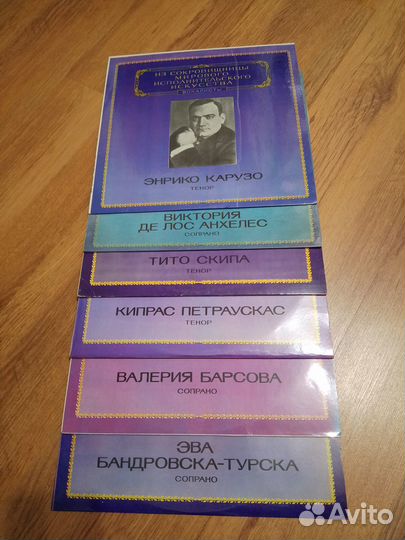 ИЗ СОКРОВИЩНИЦЫ
МИРОВОГО
ИСПОЛНИТЕЛЬСКОГО
ИСКУССТВА
ВОКАЛИСТЫ
ЭНРИКО КАРУЗО
ТЕНОР
ВИКТОРИЯ
ДЕ ЛОС АНХЕЛЕС
СОПРАНО
ТИТО СКИПА
ТЕНОР
КИПРАС ПЕТРАУСКАС
ТЕНОР
ВАЛЕРИЯ БАРСОВА
СОПРАНО
ЭВА
БАНДРОВСКА-ТУРСКА
СОПРАНО
Avito